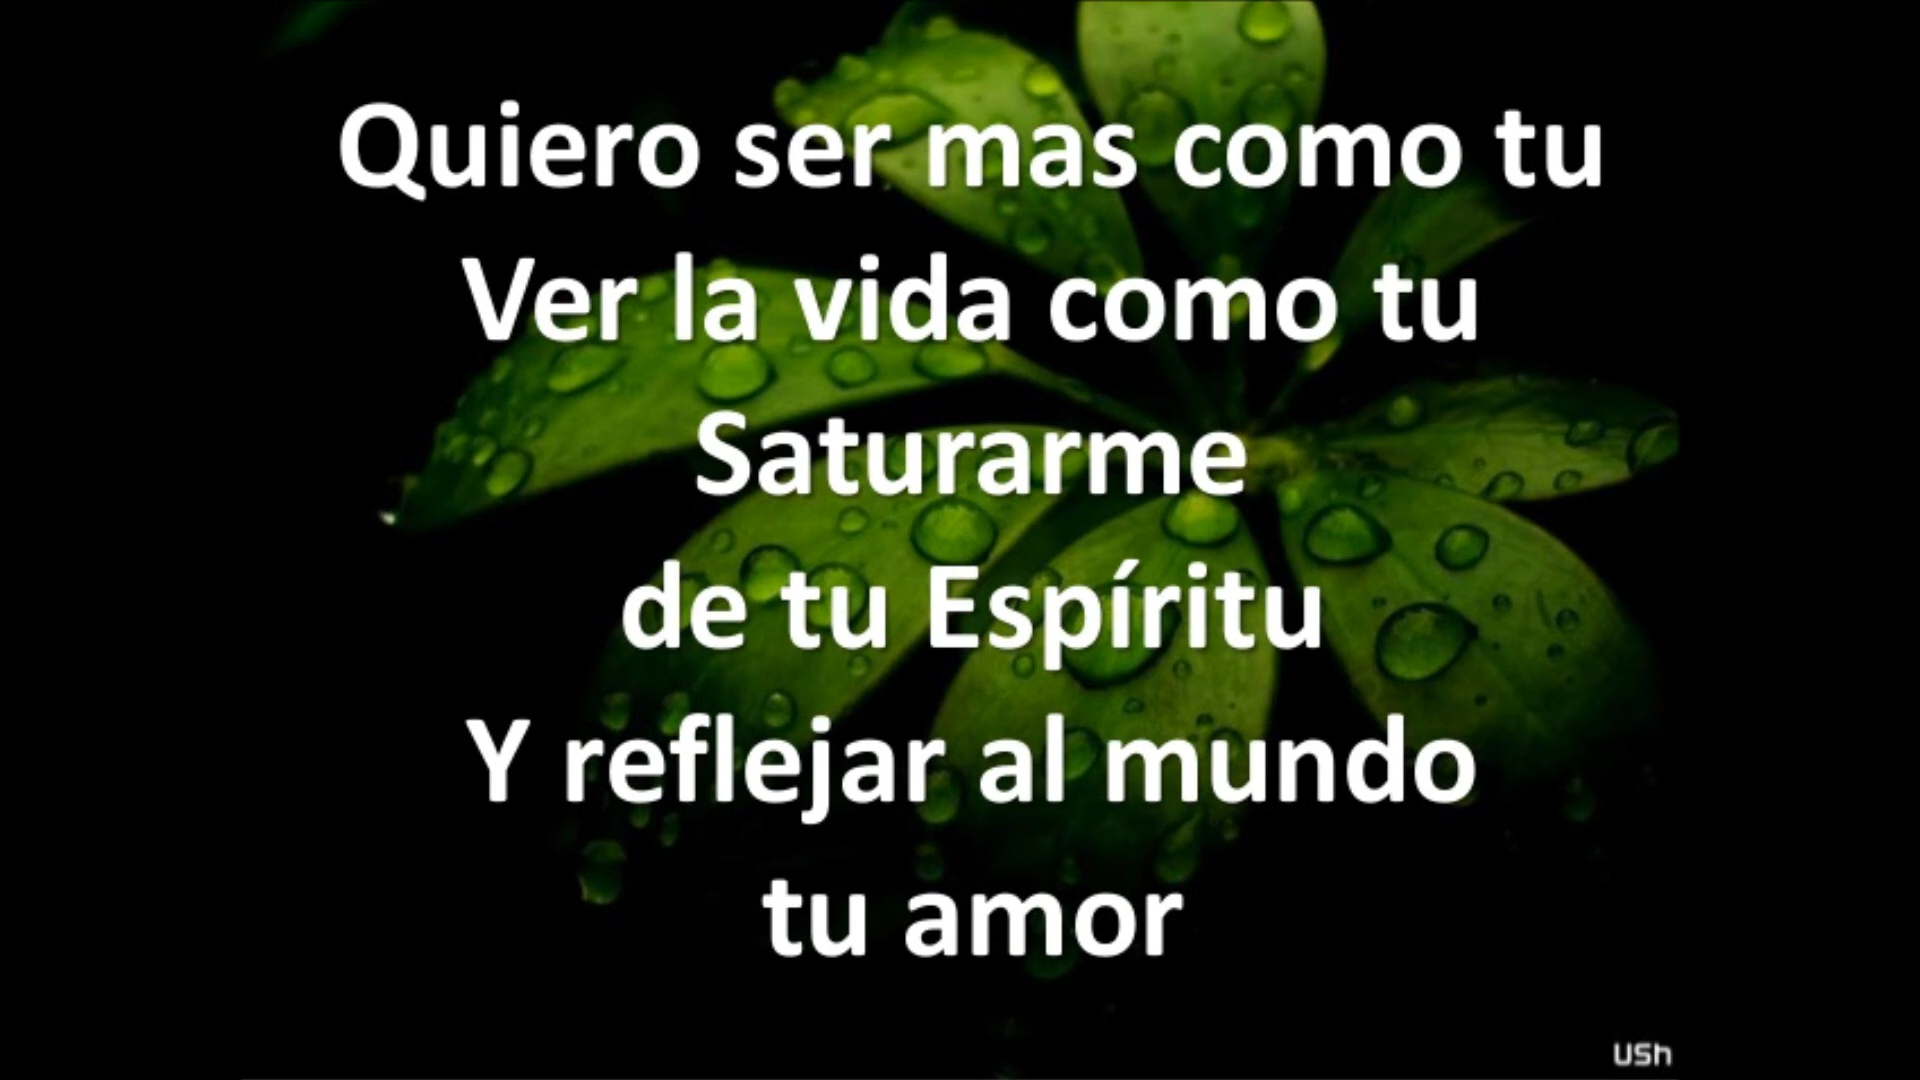 Quiero ser mas como tu
Ver la vida como tu
Saturarme
de tu Espíritu
Y reflejar al mundo
tu amor
USh